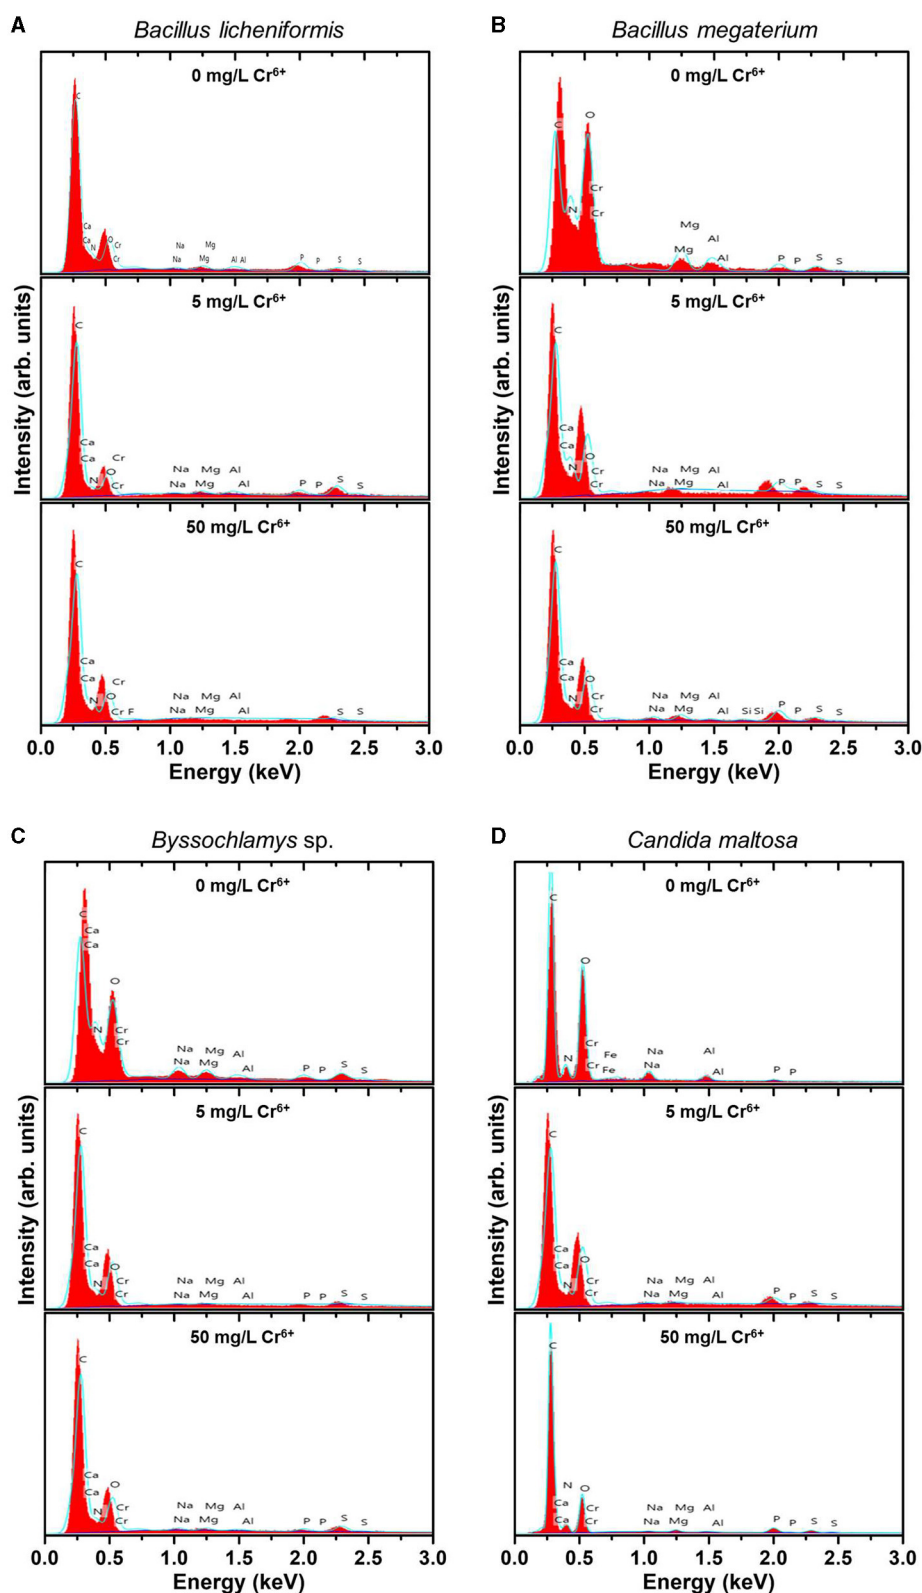 A
Bacillus licheniformis
0 mg/L Cr6+
C
Ca
Ca N O Cr
Cr
Na Mg
Na Mg Al Al P P S S
5 mg/L Cr6+
C
Ca
Ca Cr
N O Cr
Na Mg Al
Na Mg Al P P S S
50 mg/L Cr6+
C
Ca
Ca Cr
N O Cr F
Na Mg Al
Na Mg Al S S
0.0 0.5 1.0 1.5 2.0 2.5 3.0
Energy (keV)
Intensity (arb. units)
B
Bacillus megaterium
0 mg/L Cr6+
C O
N Cr
Cr
Mg Al
Mg Al P P S S
5 mg/L Cr6+
C
Ca
Ca O
N Cr
Cr
Na Mg Al
Na Mg Al P P S S
50 mg/L Cr6+
C
Ca
Ca O
N Cr
Cr
Na Mg Al
Na Mg Al Si Si P P S S
0.0 0.5 1.0 1.5 2.0 2.5 3.0
Energy (keV)
Intensity (arb. units)
C
Byssochlamys sp.
0 mg/L Cr6+
C
Ca
Ca
O
N Cr
Cr
Na Mg Al
Na Mg Al P P S S
5 mg/L Cr6+
C
Ca
Ca O
N Cr
Cr
Na Mg Al
Na Mg Al P P S S
50 mg/L Cr6+
C
Ca
Ca O
N Cr
Cr
Na Mg Al
Na Mg Al P P S S
0.0 0.5 1.0 1.5 2.0 2.5 3.0
Energy (keV)
Intensity (arb. units)
D
Candida maltosa
0 mg/L Cr6+
C
O
N Cr
Cr
Fe
Fe
Na Al
Na Al P P
5 mg/L Cr6+
C
Ca
Ca O
N Cr
Cr
Na Mg Al
Na Mg Al P P S S
50 mg/L Cr6+
C
N O
Ca Cr
Ca Cr
Na Mg Al
Na Mg Al P P S S
0.0 0.5 1.0 1.5 2.0 2.5 3.0
Energy (keV)
Intensity (arb. units)